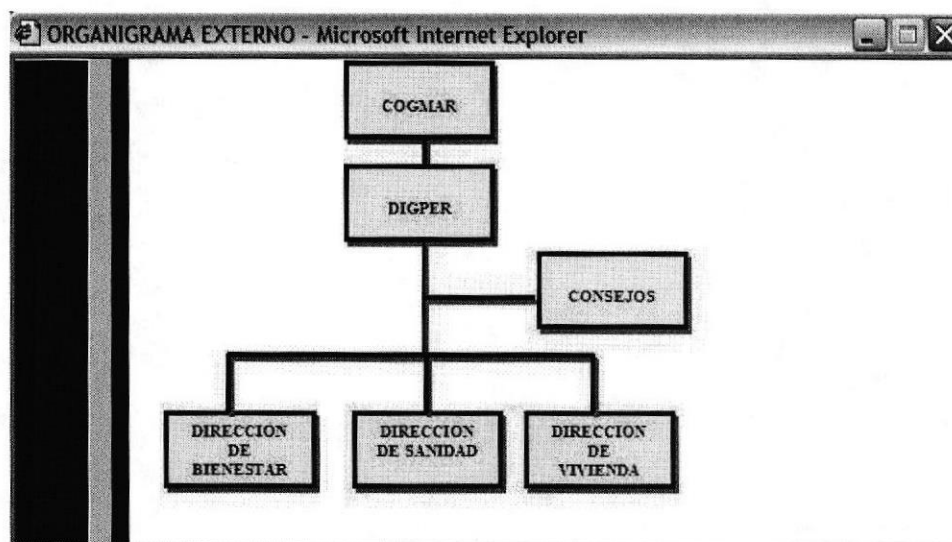 ORGANIGRAMA EXTERNO - Microsoft Internet Explorer
COGMAR
DIGPER
CONSEJOS
DIRECCION
DE
BIENESTAR
DIRECCION
DE SANIDAD
DIRECCION
DE
VIVIENDA